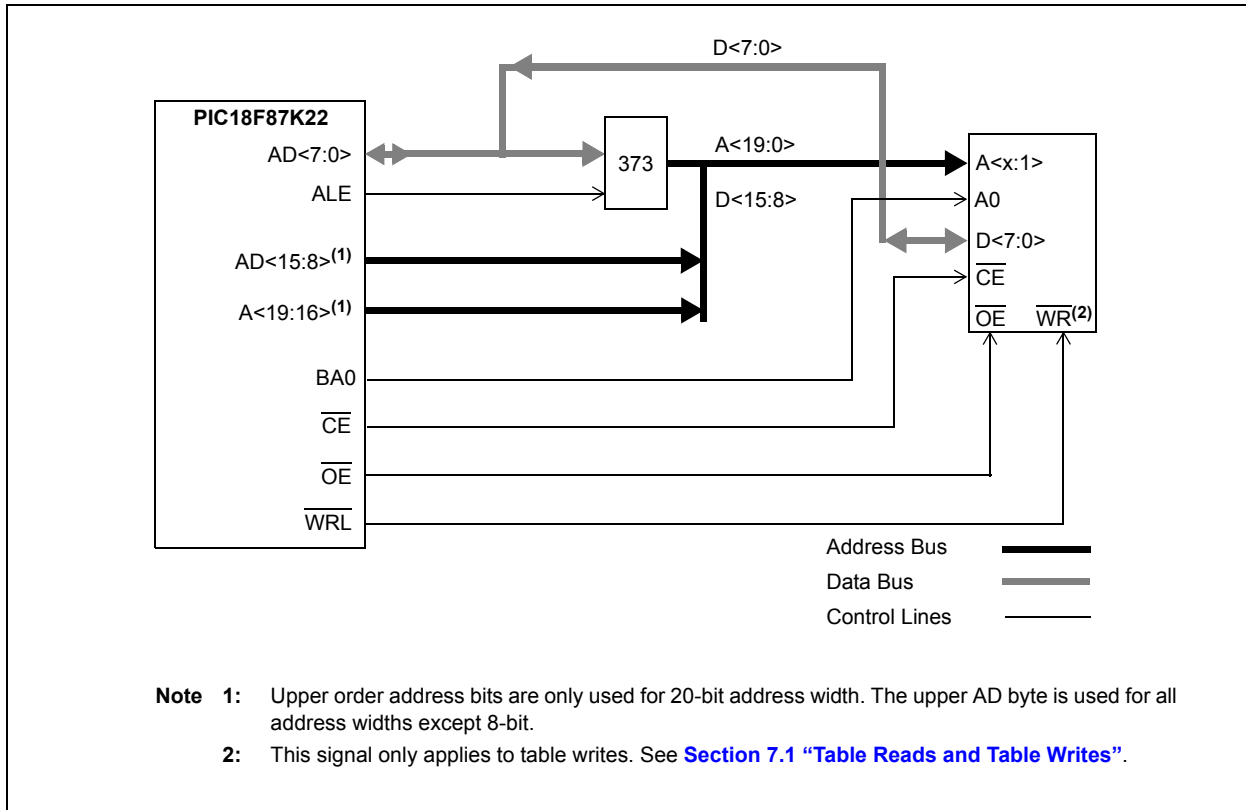 D<7:0>
PIC18F87K22
AD<7:0>
373
A<19:0>
A<x:1>
ALE
D<15:8>
A0
D<7:0>
AD<15:8>(1)
CE
A<19:16>(1)
OE WR(2)
BA0
CE
OE
WRL
Address Bus
Data Bus
Control Lines
Note 1: Upper order address bits are only used for 20-bit address width. The upper AD byte is used for all
address widths except 8-bit.
2: This signal only applies to table writes. See Section 7.1 “Table Reads and Table Writes”.